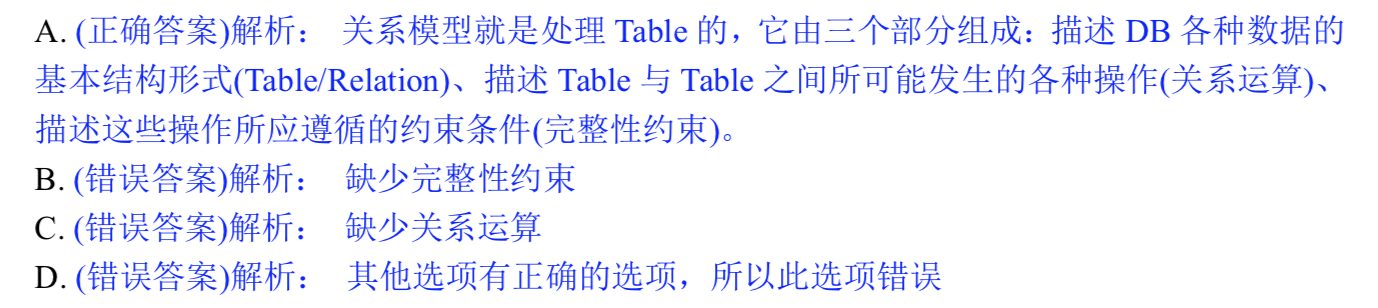 A. (正确答案)解析： 关系模型就是处理 Table 的，它由三个部分组成：描述 DB 各种数据的
基本结构形式(Table/Relation)、描述 Table 与 Table 之间所可能发生的各种操作(关系运算)、
描述这些操作所应遵循的约束条件(完整性约束)。
B. (错误答案)解析： 缺少完整性约束
C. (错误答案)解析： 缺少关系运算
D. (错误答案)解析： 其他选项有正确的选项，所以此选项错误